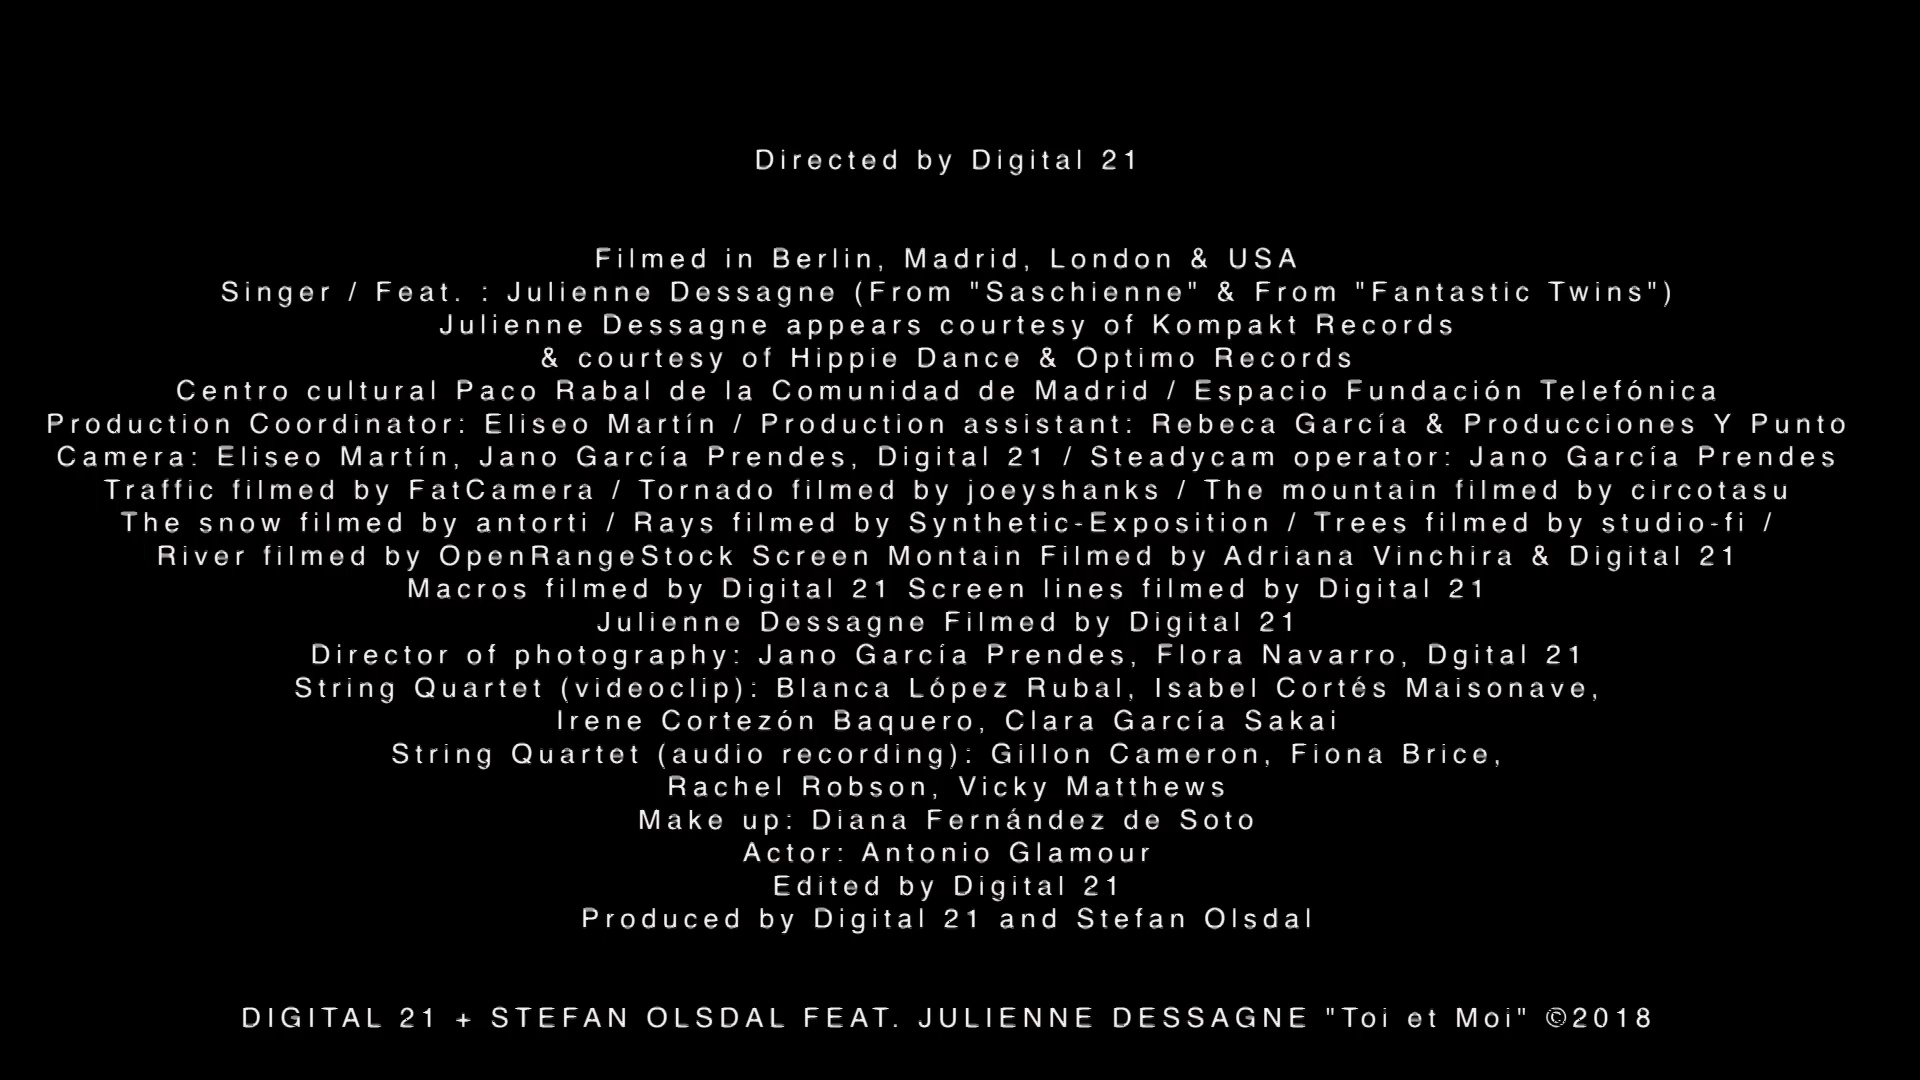 Directed by Digital 21
Filmed in Berlin, Madrid, London & USA
Singer / Feat. : Julienne Dessagne (From "Saschienne" & From "Fantastic Twins")
Julienne Dessagne appears courtesy of Kompakt Records
& courtesy of Hippie Dance & Optimo Records
Centro cultural Paco Rabal de la Comunidad de Madrid / Espacio Fundación Telefónica
Production Coordinator: Eliseo Martín / Production assistant: Rebeca García & Producciones Y Punto
Camera: Eliseo Martín, Jano García Prendes, Digital 21 / Steadycam operator: Jano García Prendes
Traffic filmed by FatCamera / Tornado filmed by joeyshanks / The mountain filmed by circotasu
The snow filmed by antorti / Rays filmed by Synthetic-Exposition / Trees filmed by studio-fi /
River filmed by OpenRangeStock Screen Montain Filmed by Adriana Vinchira & Digital 21
Macros filmed by Digital 21 Screen lines filmed by Digital 21
Julienne Dessagne Filmed by Digital 21
Director of photography: Jano García Prendes, Flora Navarro, Dgital 21
String Quartet (videoclip): Blanca López Rubal, Isabel Cortés Maisonave,
Irene Cortezón Baquero, Clara García Sakai
String Quartet (audio recording): Gillon Cameron, Fiona Brice,
Rachel Robson, Vicky Matthews
Make up: Diana Fernández de Soto
Actor: Antonio Glamour
Edited by Digital 21
Produced by Digital 21 and Stefan Olsdal
DIGITAL 21 + STEFAN OLSDAL FEAT. JULIENNE DESSAGNE "Toi et Moi" ©2018